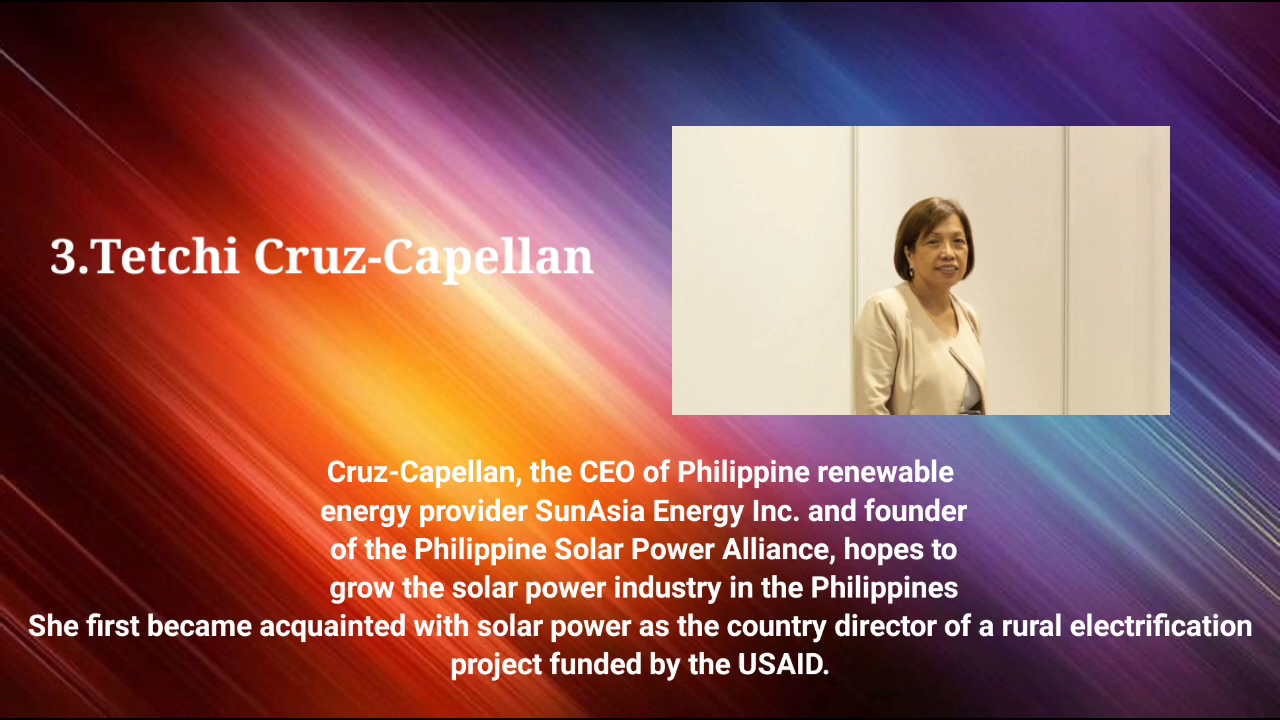 3.Tetchi Cruz-Capellan
Cruz-Capellan, the CEO of Philippine renewable
energy provider SunAsia Energy Inc. and founder
of the Philippine Solar Power Alliance, hopes to
grow the solar power industry in the Philippines
She first became acquainted with solar power as the country director of a rural electrification
project funded by the USAID.